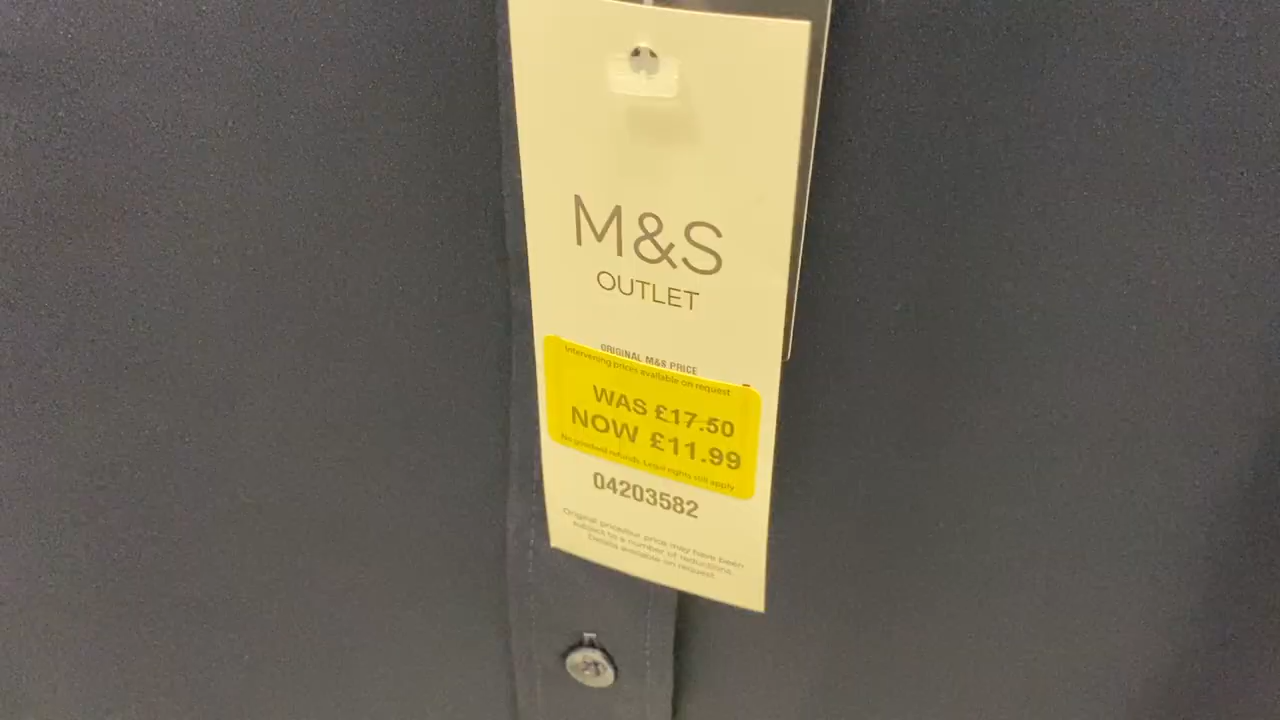 M&S
OUTLET
ORIGINAL M&S PRICE
Intervening prices available on request
WAS £17.50
NOW £11.99
No goodwill refunds. Legal rights still apply
04203582
Original price/our price may have been
subject to a number of reductions.
Details available on request.